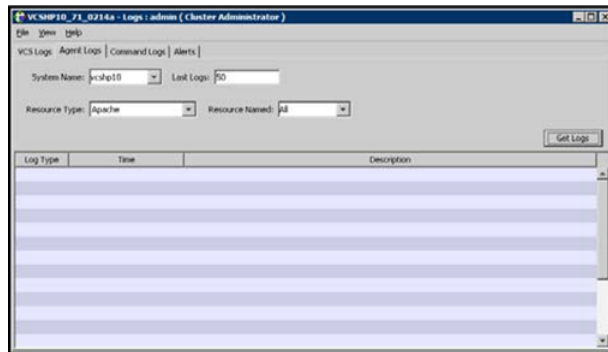 VCSHP10_71_0214a - Logs : admin ( Cluster Administrator )
File View Help
VCS Logs Agent Logs Command Logs Alerts
System Name: vcshp10 Last Logs: 50
Resource Type: Apache Resource Named: All
Get Logs
Log Type Time Description